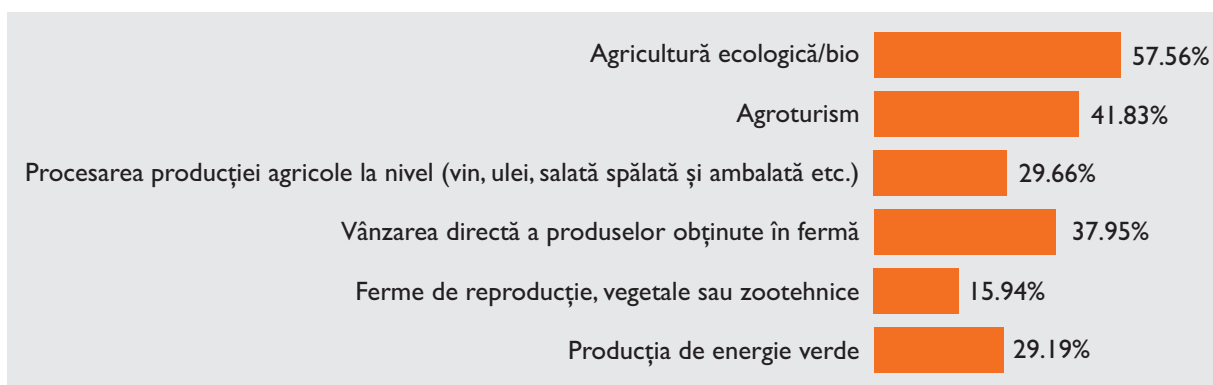 Agricultură ecologică/bio 57.56%
Agroturism 41.83%
Procesarea producției agricole la nivel (vin, ulei, salată spălată și ambalată etc.) 29.66%
Vânzarea directă a produselor obținute în fermă 37.95%
Ferme de reproducție, vegetale sau zootehnice 15.94%
Producția de energie verde 29.19%